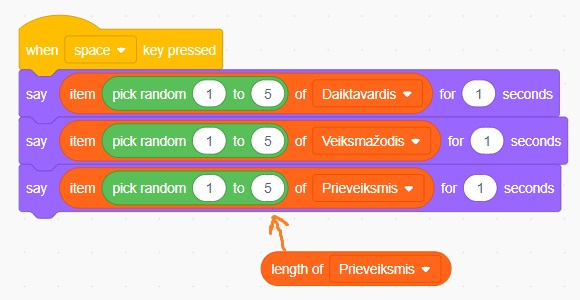 when space key pressed
say item pick random 1 to 5 of Daiktavardis for 1 seconds
say item pick random 1 to 5 of Veiksmažodis for 1 seconds
say item pick random 1 to 5 of Prieveiksmis for 1 seconds
length of Prieveiksmis